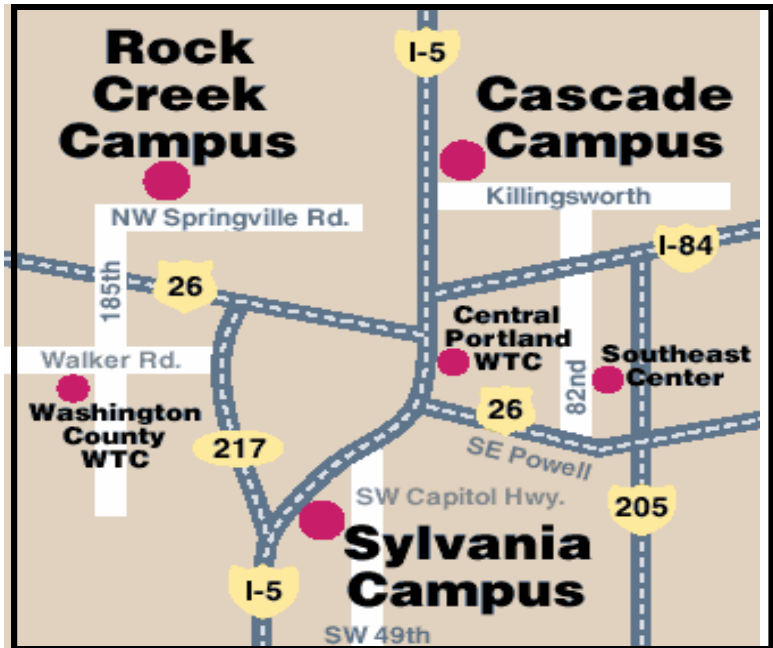 Rock
Creek
Campus
I-5
Cascade
Campus
Killingsworth
NW Springville Rd.
I-84
185th
26
Central
Portland
WTC
Southeast
Center
Walker Rd.
82nd
Washington
County
WTC
26
217
SE Powell
SW Capitol Hwy.
205
Sylvania
Campus
I-5
SW 49th